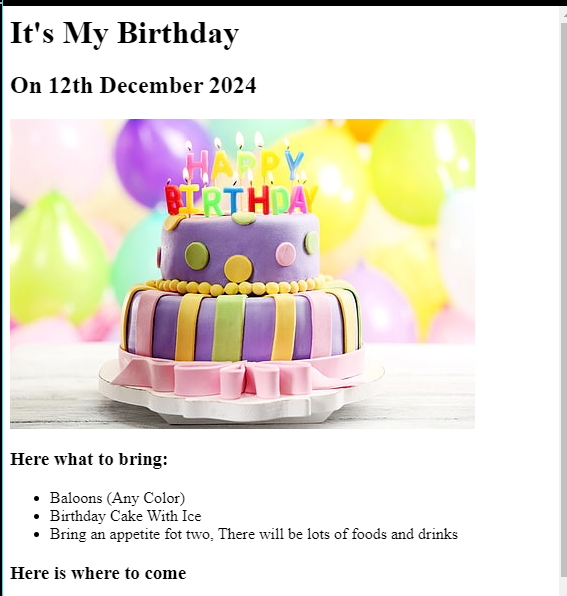 It's My Birthday
On 12th December 2024
HAPPY
BIRTHDAY
Here what to bring:
Baloons (Any Color)
Birthday Cake With Ice
Bring an appetite fot two, There will be lots of foods and drinks
Here is where to come